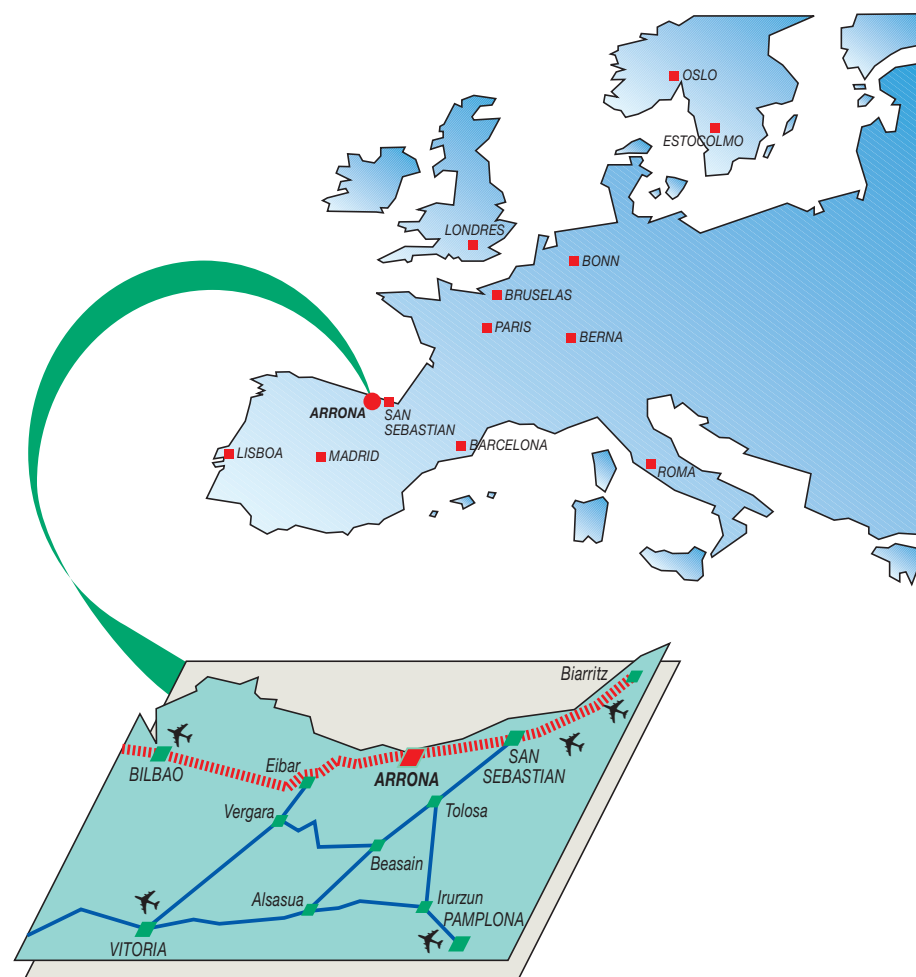 OSLO
ESTOCOLMO
LONDRES
BONN
BRUSELAS
PARIS
BERNA
ARRONA
SAN
SEBASTIAN
BARCELONA
LISBOA
MADRID
ROMA
Biarritz
BILBAO
Eibar
ARRONA
SAN
SEBASTIAN
Vergara
Tolosa
Beasain
Alsasua
Irurzun
PAMPLONA
VITORIA